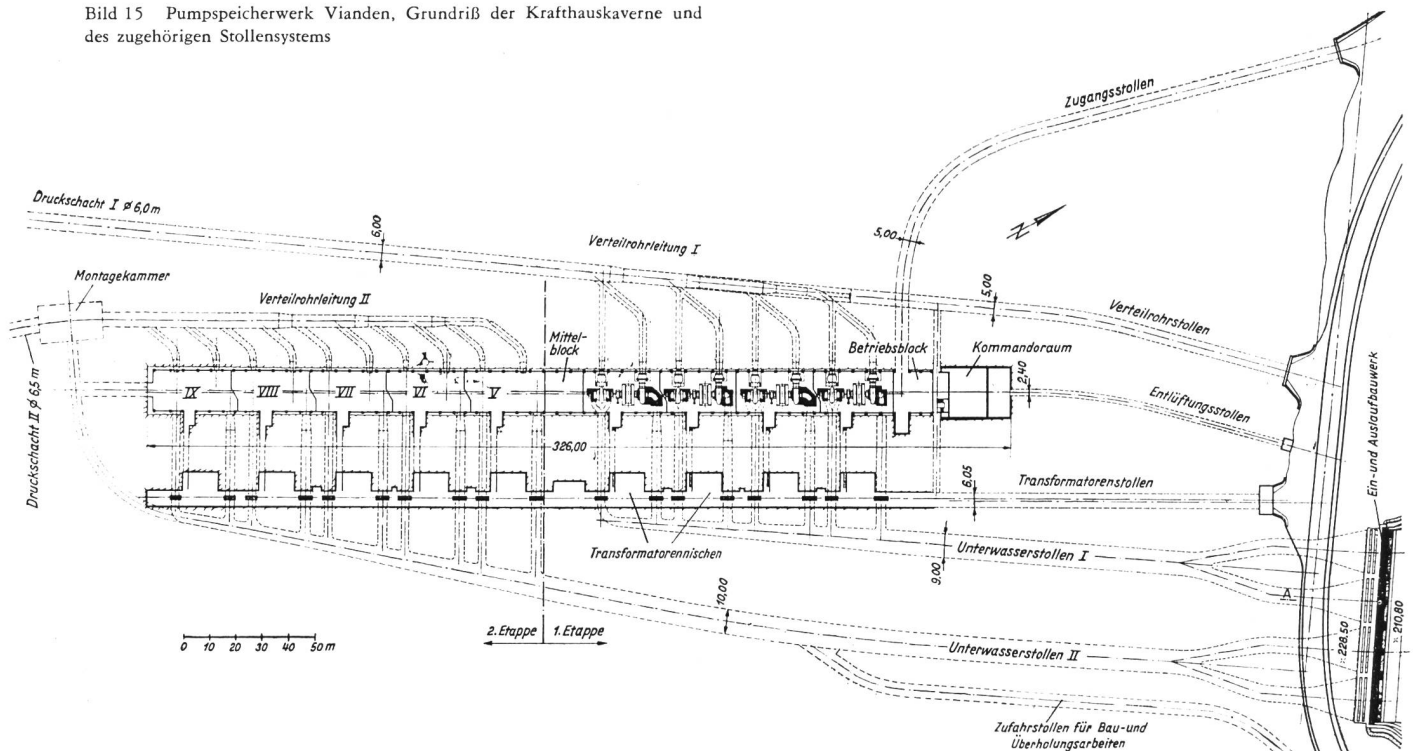 Bild 15 Pumpspeicherwerk Vianden, Grundriß der Krafthauskaverne und
des zugehörigen Stollensystems
Zugangsstollen
Druckschacht I ⌀ 6,0 m
6,00
Verteilrohrleitung I
5,00
N
5,00
Montagekammer
Verteilrohrleitung II
Mittel-
block
Betriebsblock
Kommandoraum
Verteilrohrstollen
2,40
Entlüftungsstollen
IX
VIII
VII
VI
V
Druckschacht II ⌀ 6,5 m
326,00
6,05
Transformatorenstollen
Ein- und Auslaufbauwerk
Transformatorennischen
9,00
Unterwasserstollen I
A
10,00
2. Etappe
1. Etappe
0 10 20 30 40 50 m
Unterwasserstollen II
228,50
210,80
Zufahrstollen für Bau- und
Überholungsarbeiten